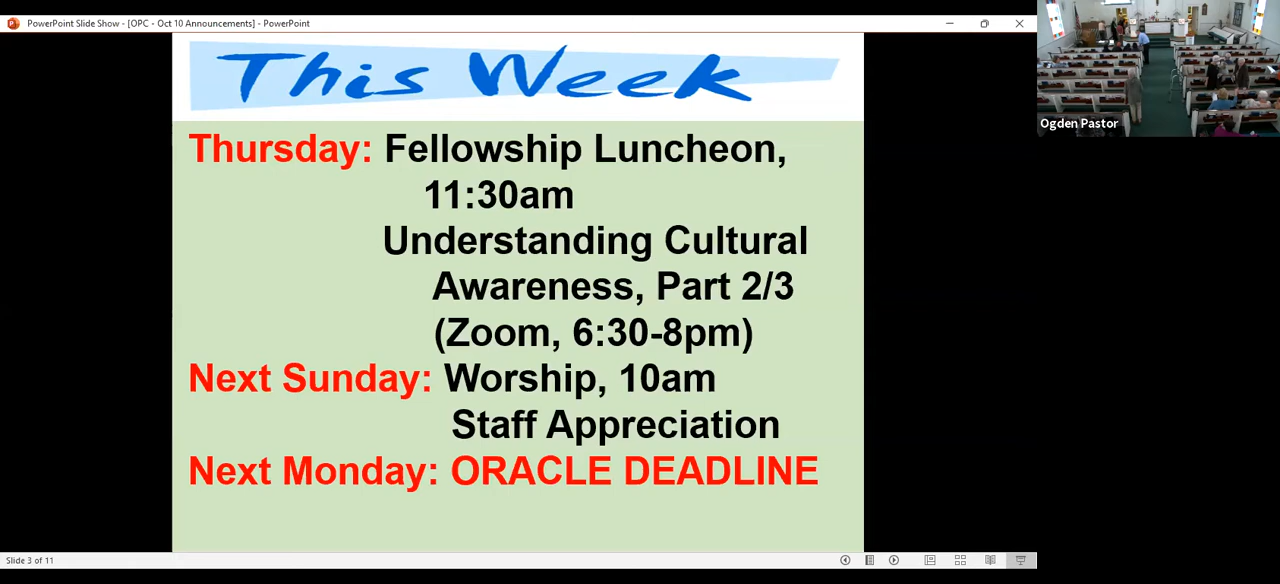 PowerPoint Slide Show - [OPC - Oct 10 Announcements] - PowerPoint
This Week
Thursday: Fellowship Luncheon,
11:30am
Understanding Cultural
Awareness, Part 2/3
(Zoom, 6:30-8pm)
Next Sunday: Worship, 10am
Staff Appreciation
Next Monday: ORACLE DEADLINE
Slide 3 of 11
Ogden Pastor